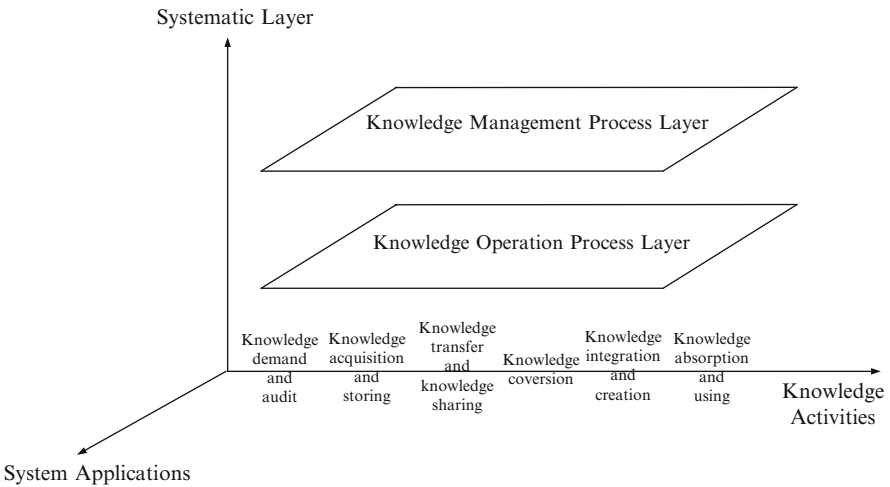 Systematic Layer
Knowledge Management Process Layer
Knowledge Operation Process Layer
Knowledge
demand
and
audit
Knowledge
acquisition
and
storing
Knowledge
transfer
and
knowledge
sharing
Knowledge
coversion
Knowledge
integration
and
creation
Knowledge
absorption
and
using
Knowledge
Activities
System Applications